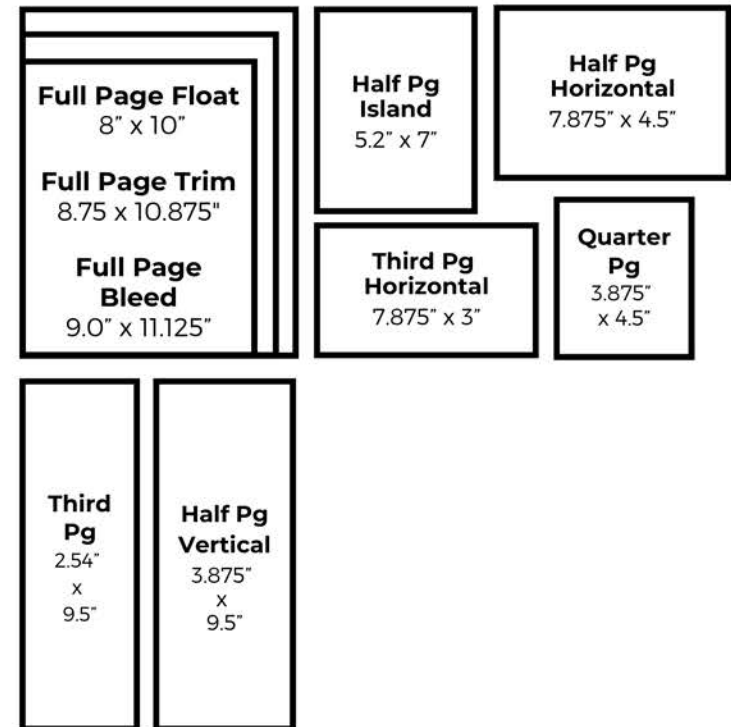 Full Page Float
8” x 10”
Full Page Trim
8.75 x 10.875"
Full Page
Bleed
9.0” x 11.125”
Half Pg
Island
5.2” x 7”
Half Pg
Horizontal
7.875” x 4.5”
Third Pg
Horizontal
7.875” x 3”
Quarter
Pg
3.875”
x 4.5”
Third
Pg
2.54”
x
9.5”
Half Pg
Vertical
3.875”
x
9.5”